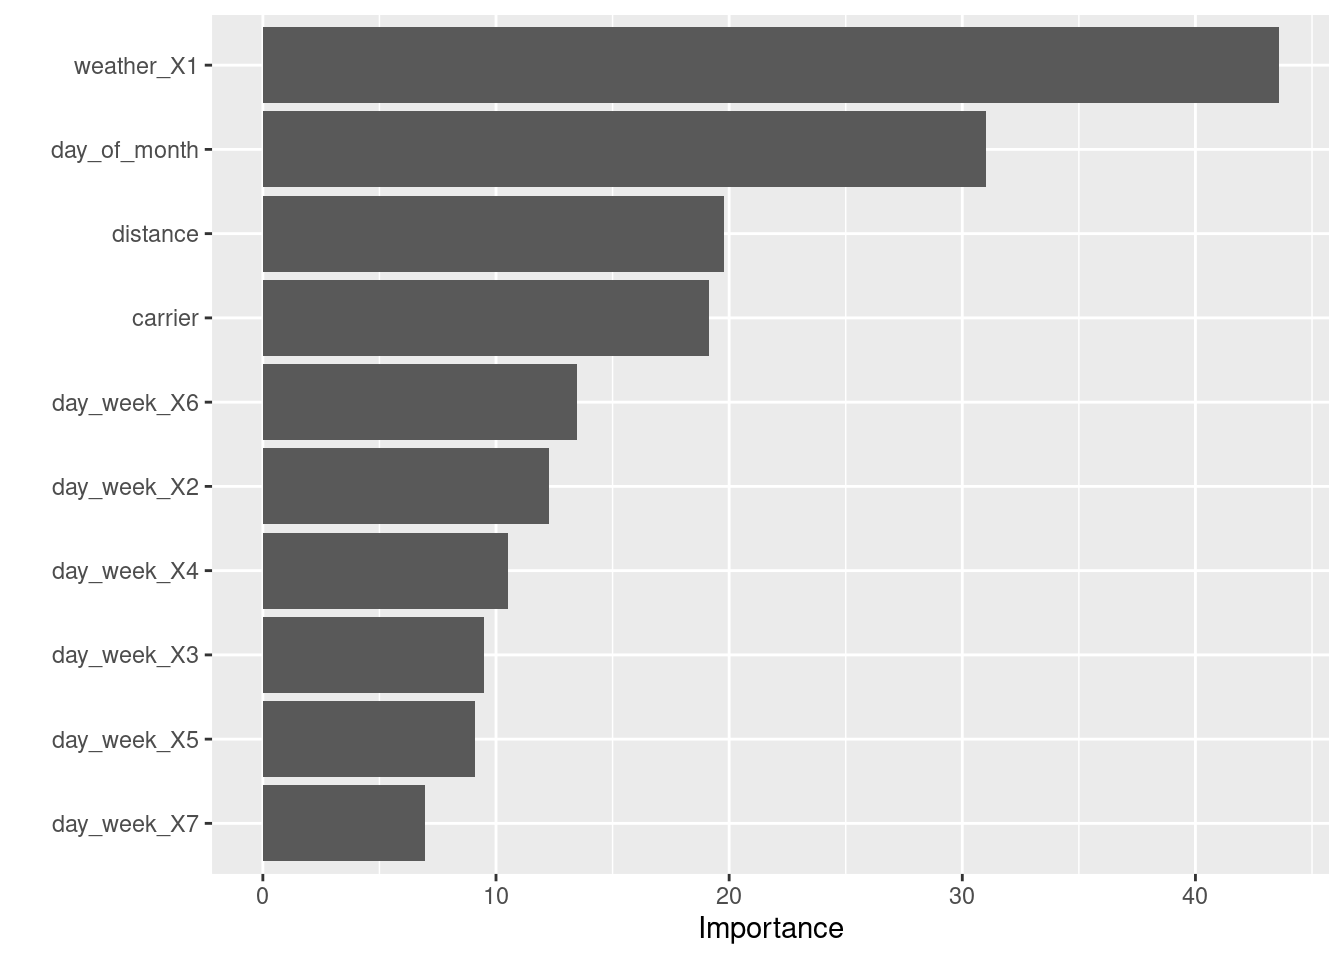 weather_X1
day_of_month
distance
carrier
day_week_X6
day_week_X2
day_week_X4
day_week_X3
day_week_X5
day_week_X7
0 10 20 30 40
Importance